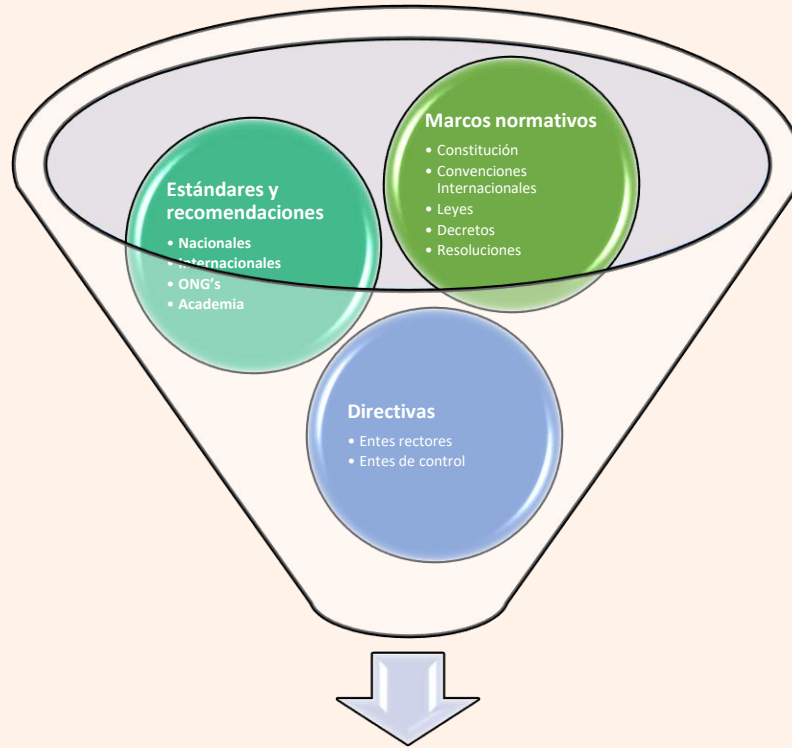 Marcos normativos
• Constitución
• Convenciones
Internacionales
• Leyes
• Decretos
• Resoluciones
Estándares y
recomendaciones
• Nacionales
• Internacionales
• ONG's
• Academia
Directivas
• Entes rectores
• Entes de control